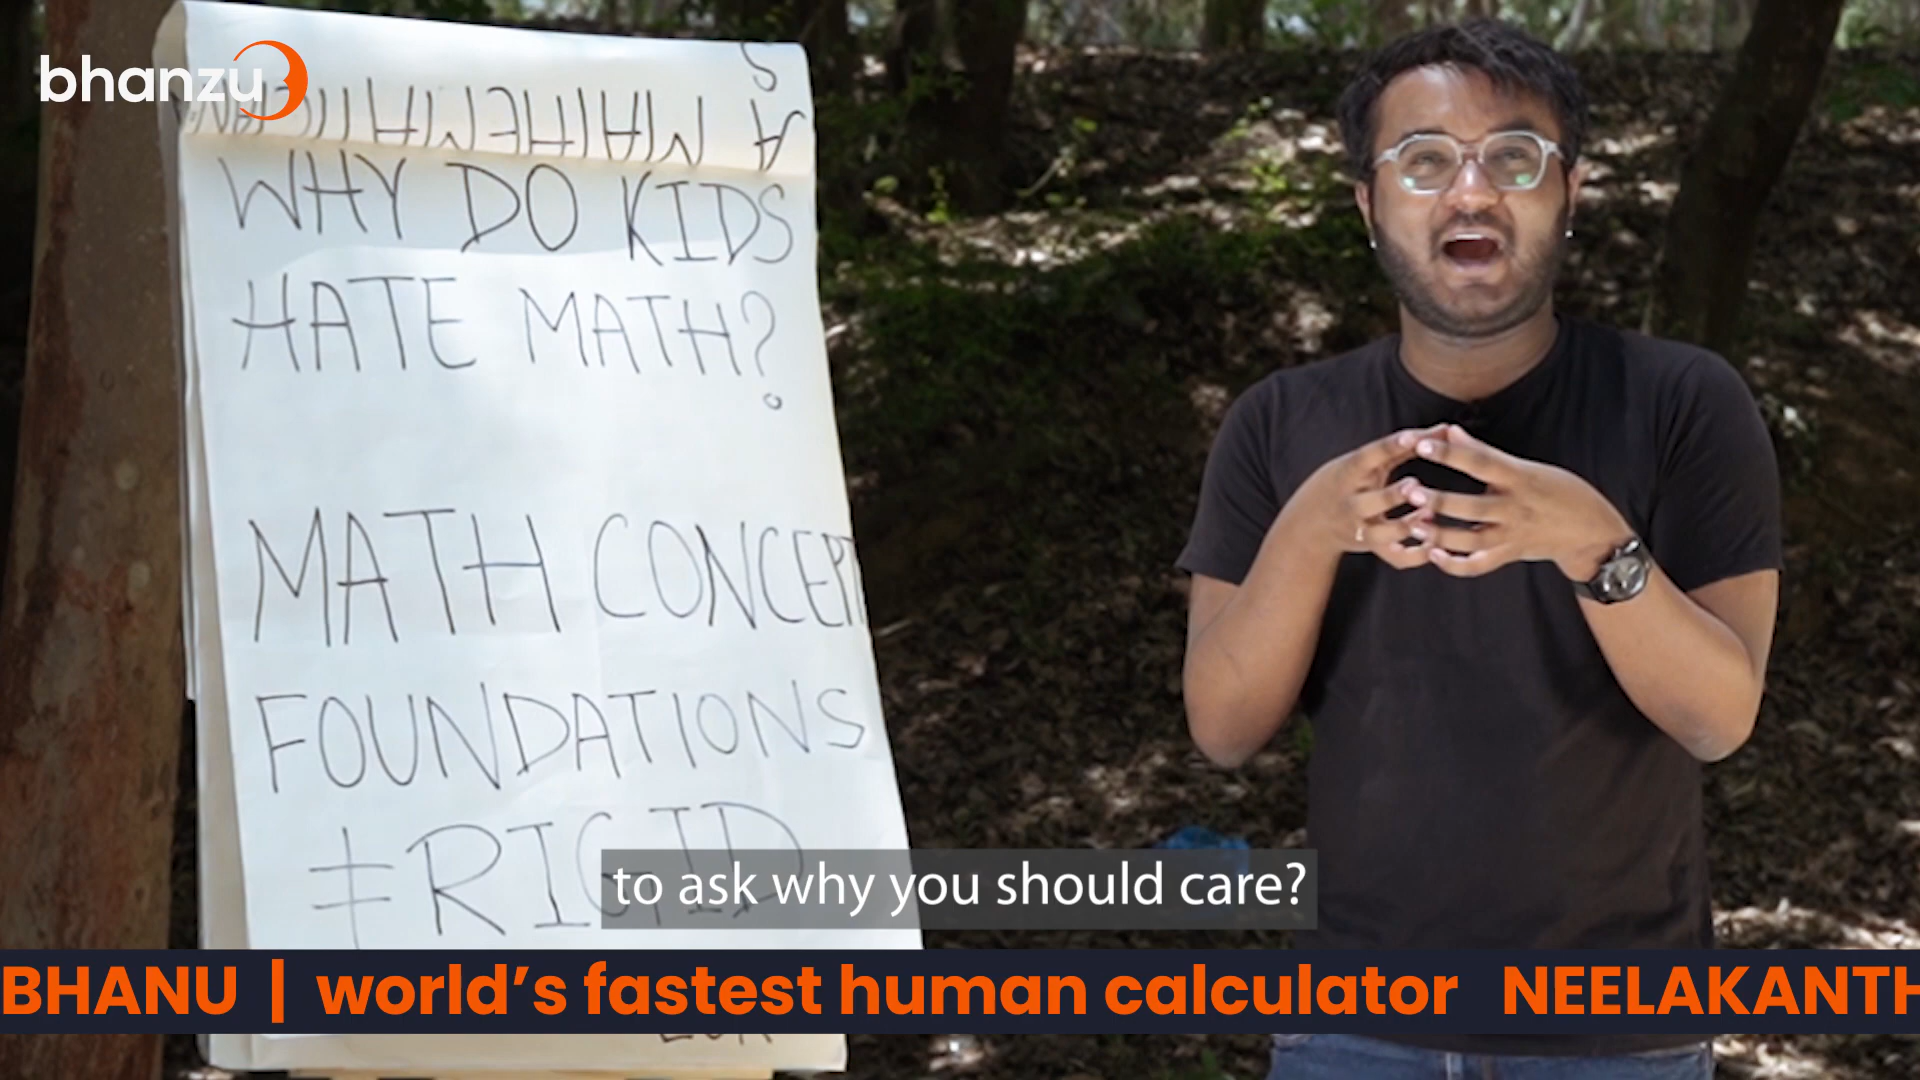 bhanzu
WHY DO KIDS
HATE MATH?
MATH CONCEPT
FOUNDATIONS
≠ RIGID
to ask why you should care?
BHANU | world’s fastest human calculator NEELAKANTH